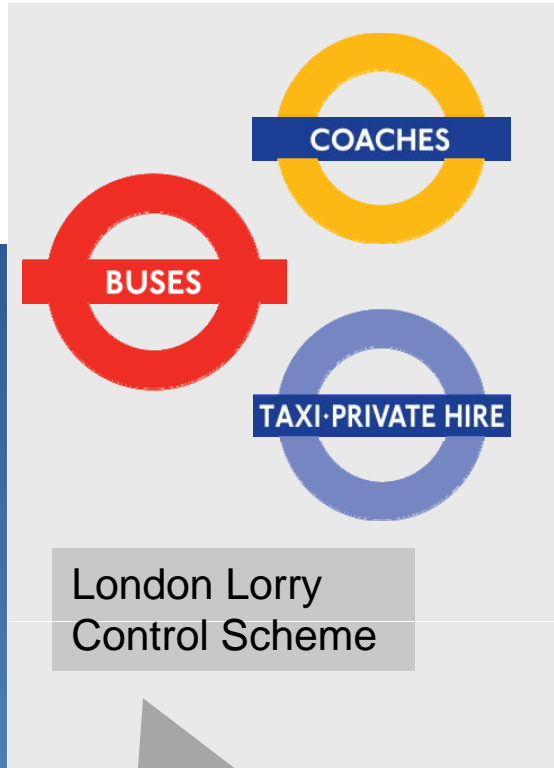 COACHES
BUSES
TAXI·PRIVATE HIRE
London Lorry
Control Scheme